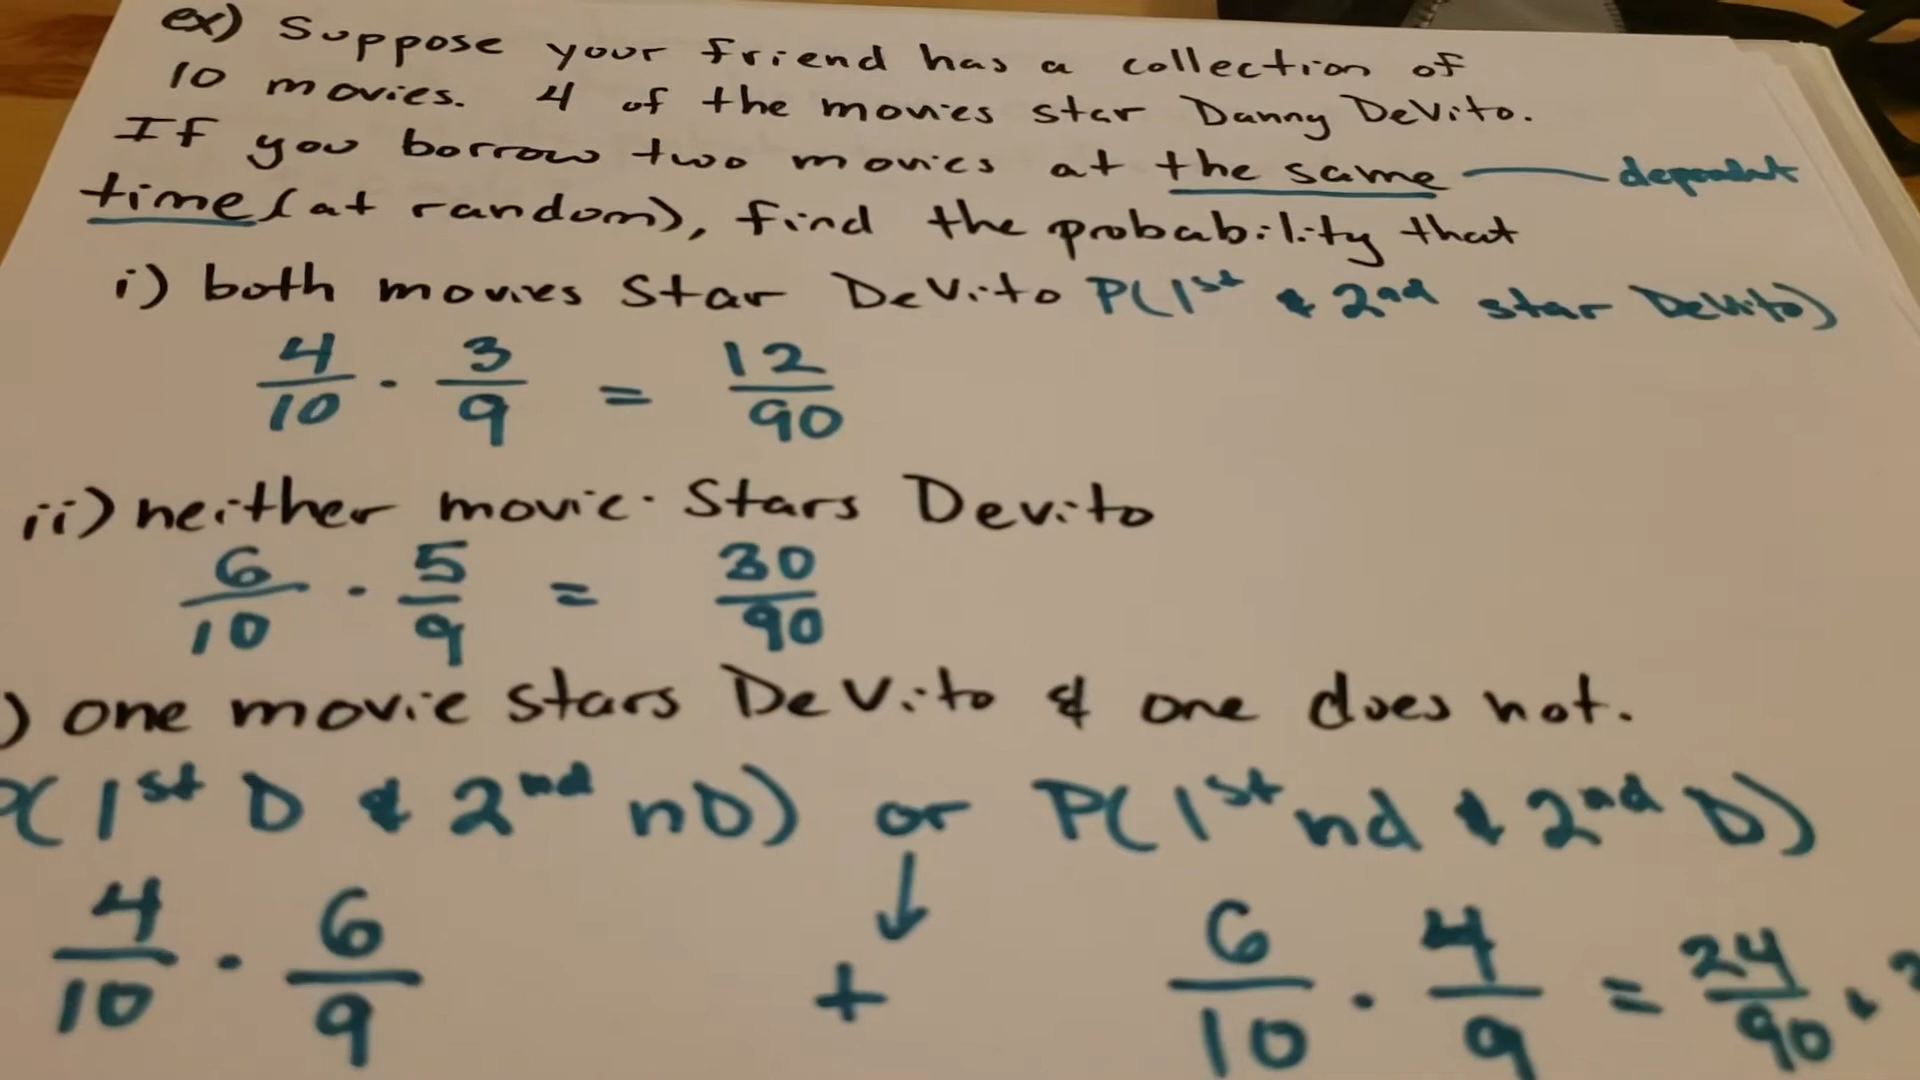 ex) Suppose your friend has a collection of
10 movies. 4 of the movies star Danny DeVito.
If you borrow two movies at the same — dependent
time (at random), find the probability that
i) both movies star DeVito P(1st & 2nd star DeVito)
4/10 · 3/9 = 12/90
ii) neither movie stars Devito
6/10 · 5/9 = 30/90
) one movie stars DeVito & one does not.
P(1st D & 2nd nD) or P(1st nd & 2nd D)
↓
4/10 · 6/9 + 6/10 · 4/9 = 24/90 +